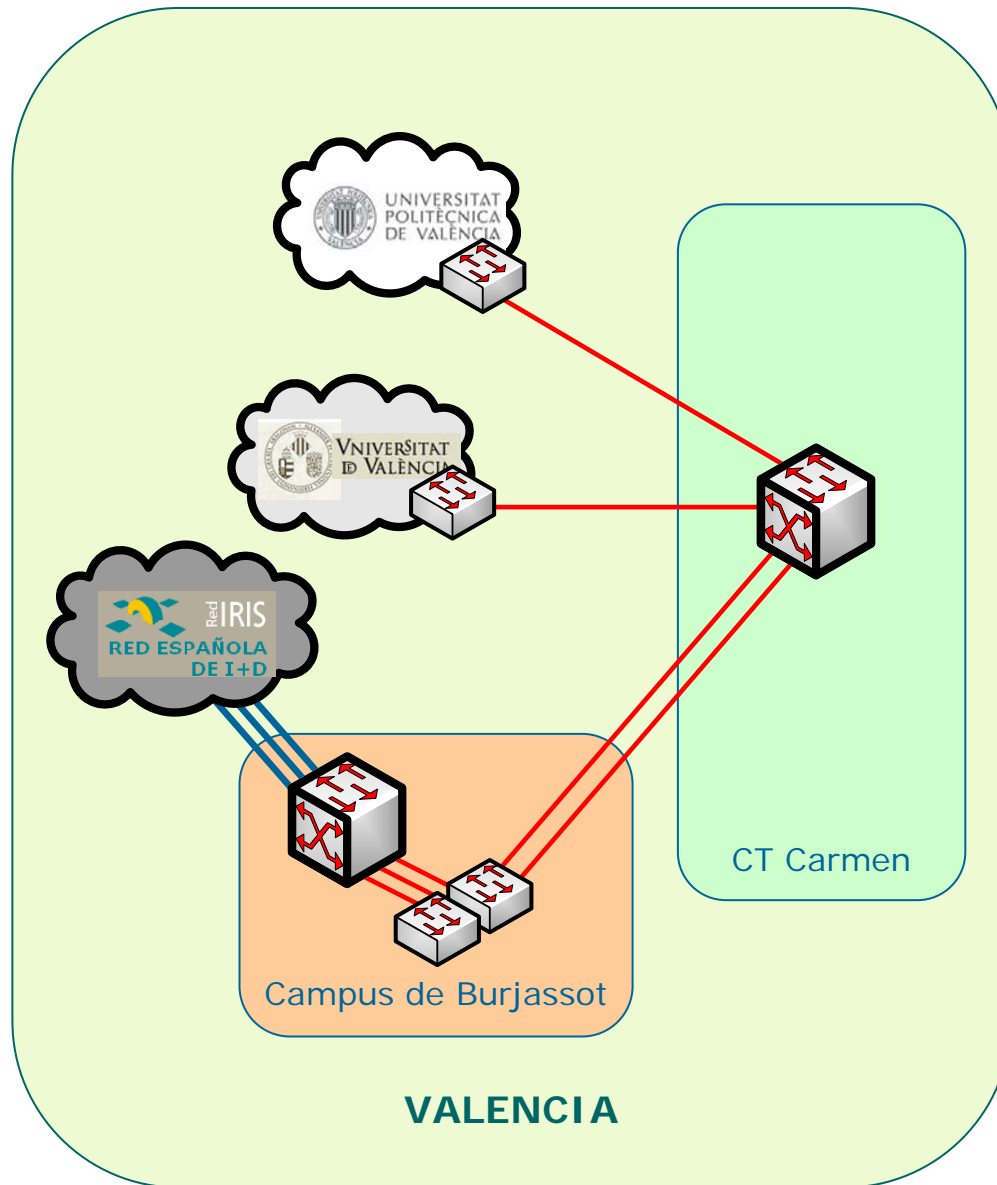 UNIVERSITAT
POLITÈCNICA
DE VALÈNCIA
VNIVERSITAT
ID VALÈNCIA
Red IRIS
RED ESPAÑOLA
DE I+D
CT Carmen
Campus de Burjassot
VALENCIA